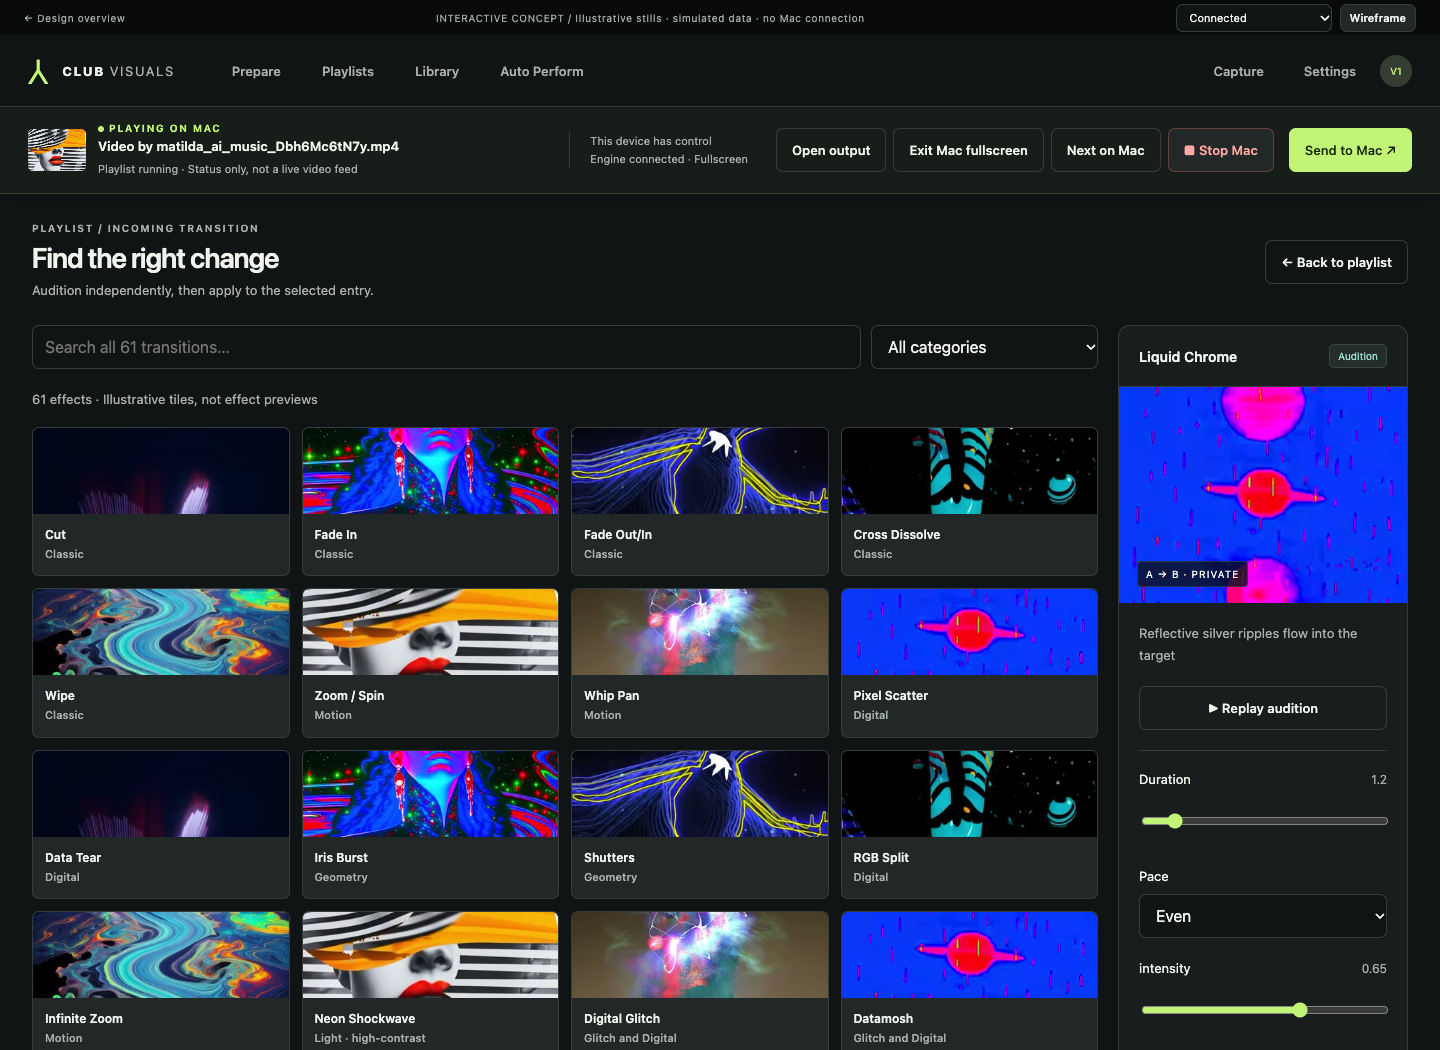 ← Design overview
INTERACTIVE CONCEPT / Illustrative stills · simulated data · no Mac connection
Connected
Wireframe
CLUB VISUALS
Prepare
Playlists
Library
Auto Perform
Capture
Settings
V1
PLAYING ON MAC
Video by matilda_ai_music_Dbh6Mc6tN7y.mp4
Playlist running · Status only, not a live video feed
This device has control
Engine connected · Fullscreen
Open output
Exit Mac fullscreen
Next on Mac
Stop Mac
Send to Mac ↗
PLAYLIST / INCOMING TRANSITION
Find the right change
Audition independently, then apply to the selected entry.
← Back to playlist
Search all 61 transitions...
All categories
61 effects · Illustrative tiles, not effect previews
Cut
Classic
Fade In
Classic
Fade Out/In
Classic
Cross Dissolve
Classic
Wipe
Classic
Zoom / Spin
Motion
Whip Pan
Motion
Pixel Scatter
Digital
Data Tear
Digital
Iris Burst
Geometry
Shutters
Geometry
RGB Split
Digital
Infinite Zoom
Motion
Neon Shockwave
Light · high-contrast
Digital Glitch
Glitch and Digital
Datamosh
Glitch and Digital
Liquid Chrome
Audition
A → B · PRIVATE
Reflective silver ripples flow into the
target
▶ Replay audition
Duration
1.2
Pace
Even
intensity
0.65